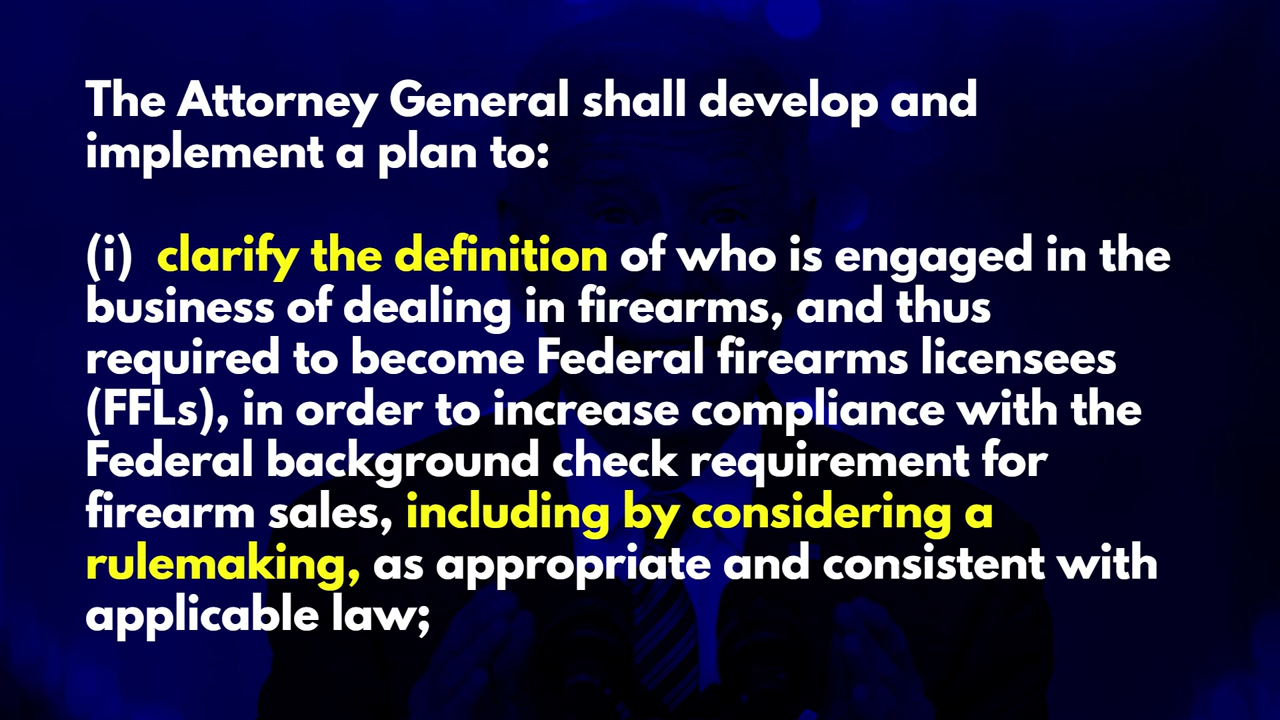 The Attorney General shall develop and
implement a plan to:
(i) clarify the definition of who is engaged in the
business of dealing in firearms, and thus
required to become Federal firearms licensees
(FFLs), in order to increase compliance with the
Federal background check requirement for
firearm sales, including by considering a
rulemaking, as appropriate and consistent with
applicable law;